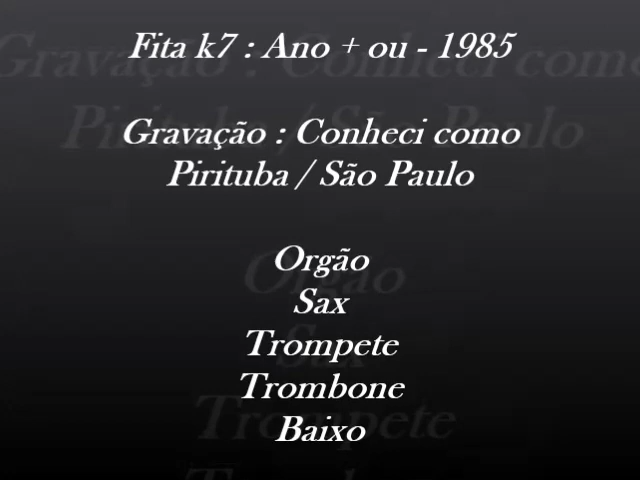 Fita k7 : Ano + ou - 1985
Gravação : Conheci como
Pirituba / São Paulo
Orgão
Sax
Trompete
Trombone
Baixo